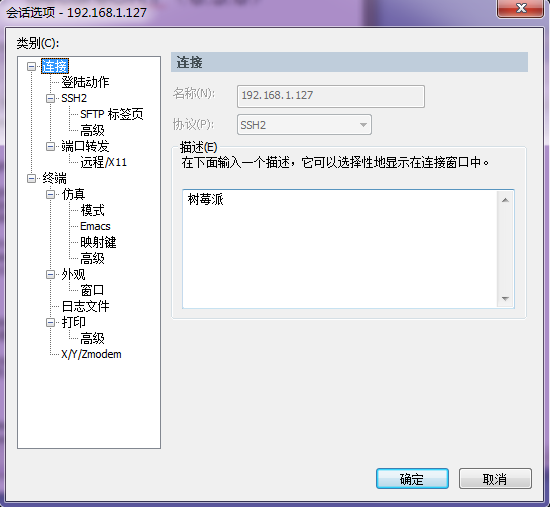 会话选项 - 192.168.1.127
类别(C):
连接
登陆动作
SSH2
SFTP 标签页
高级
端口转发
远程/X11
终端
仿真
模式
Emacs
映射键
高级
外观
窗口
日志文件
打印
高级
X/Y/Zmodem
连接
名称(N):
192.168.1.127
协议(P):
SSH2
描述(E)
在下面输入一个描述，它可以选择性地显示在连接窗口中。
树莓派
确定
取消